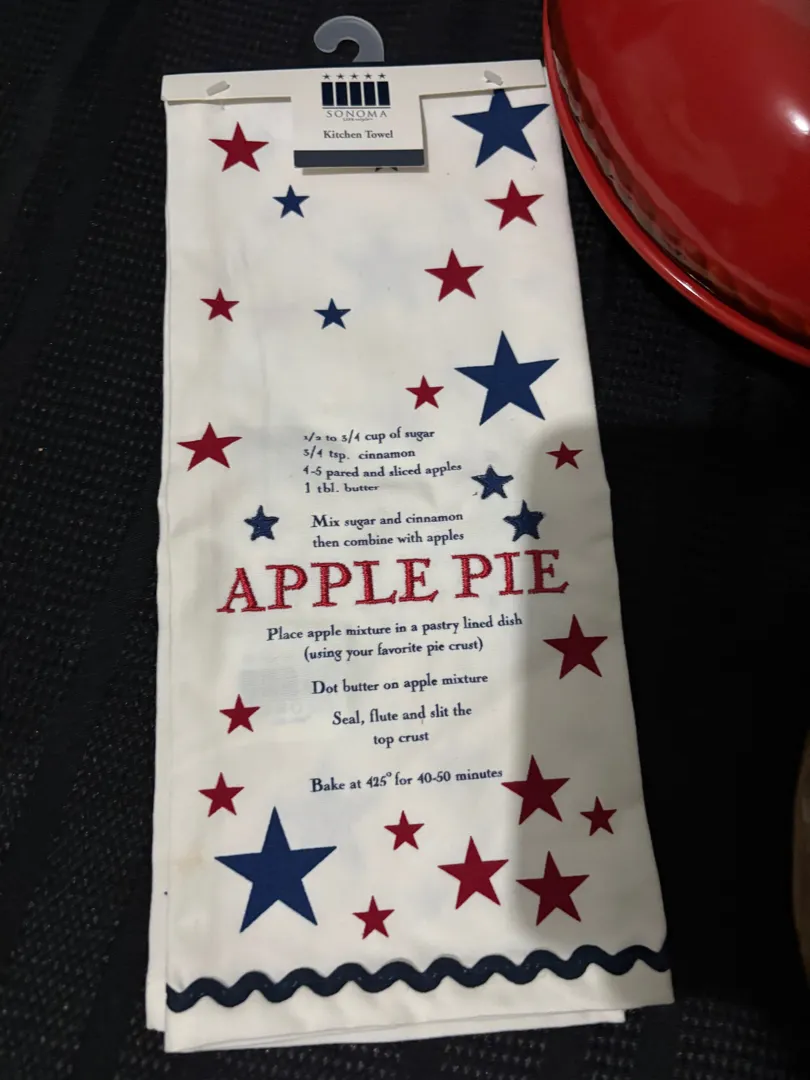 SONOMA
Kitchen Towel
1/2 to 3/4 cup of sugar
3/4 tsp. cinnamon
4-5 pared and sliced apples
1 tbl. butter
Mix sugar and cinnamon
then combine with apples
APPLE PIE
Place apple mixture in a pastry lined dish
(using your favorite pie crust)
Dot butter on apple mixture
Seal, flute and slit the
top crust
Bake at 425° for 40-50 minutes